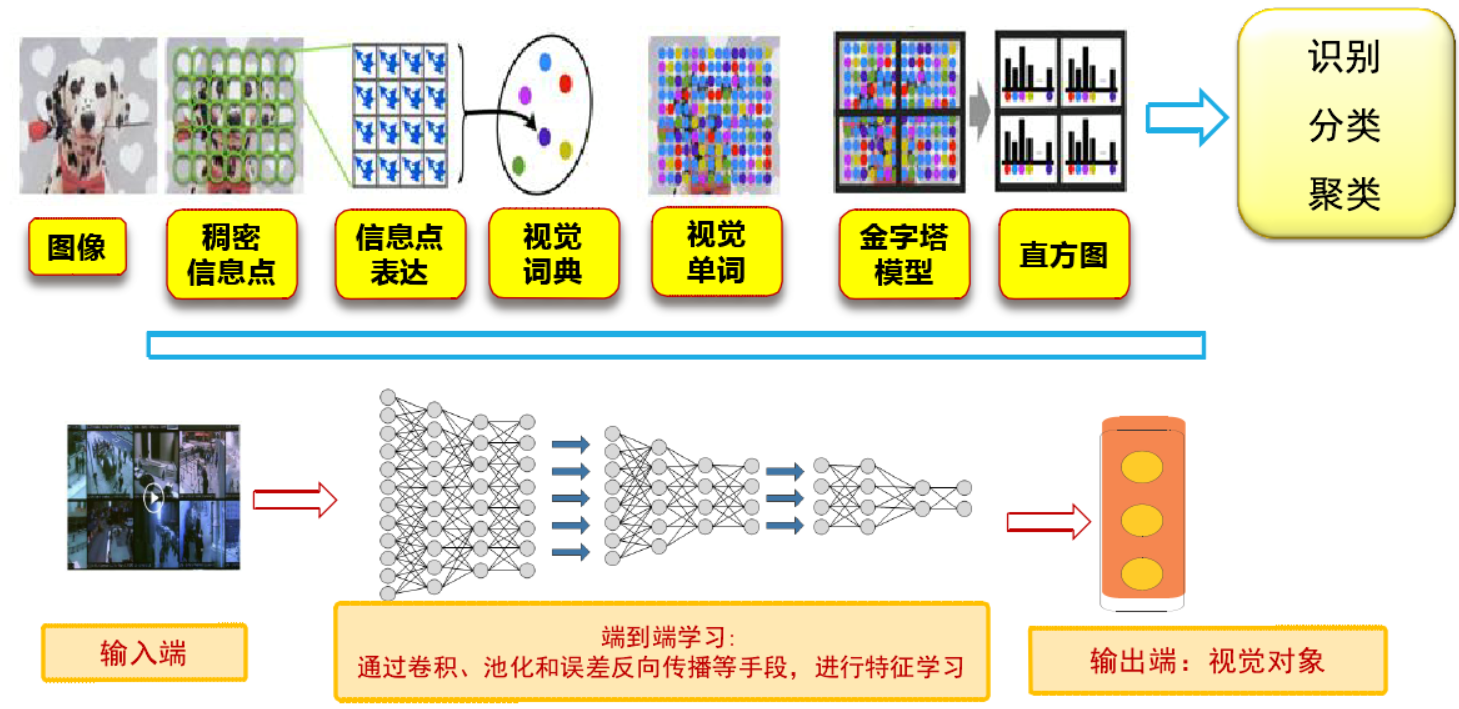 识别
分类
聚类
图像
稠密
信息点
信息点
表达
视觉
词典
视觉
单词
金字塔
模型
直方图
输入端
端到端学习:
通过卷积、池化和误差反向传播等手段，进行特征学习
输出端：视觉对象